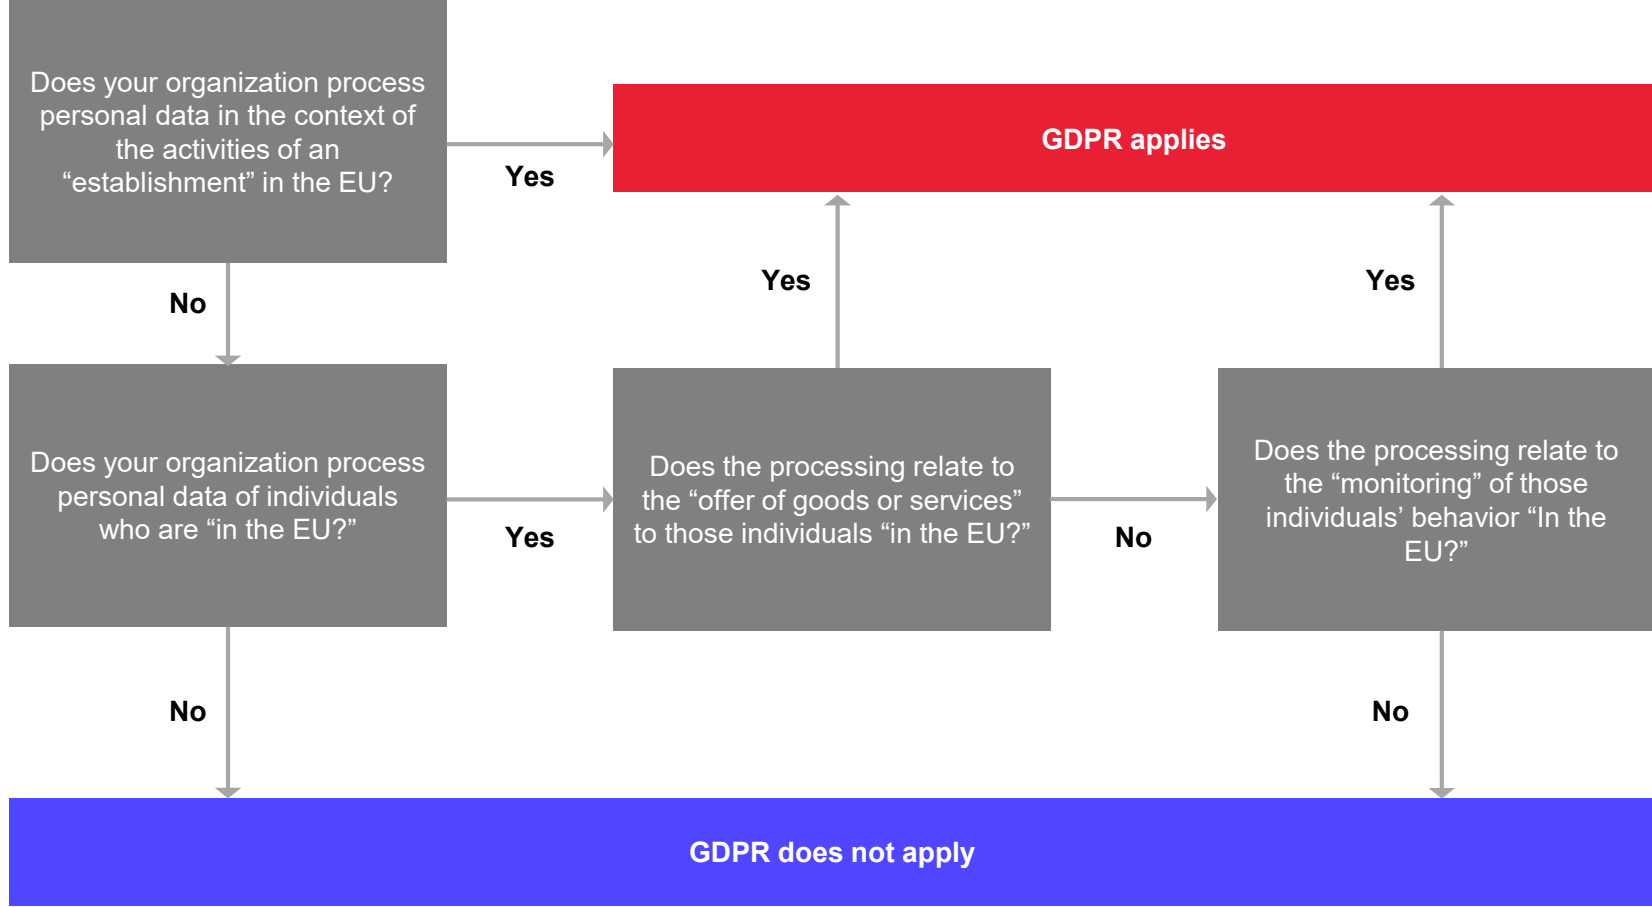 Does your organization process
personal data in the context of
the activities of an
“establishment” in the EU?
Yes
GDPR applies
No
Yes
Yes
Does your organization process
personal data of individuals
who are “in the EU?”
Yes
Does the processing relate to
the “offer of goods or services”
to those individuals “in the EU?”
No
Does the processing relate to
the “monitoring” of those
individuals’ behavior “In the
EU?”
No
No
GDPR does not apply